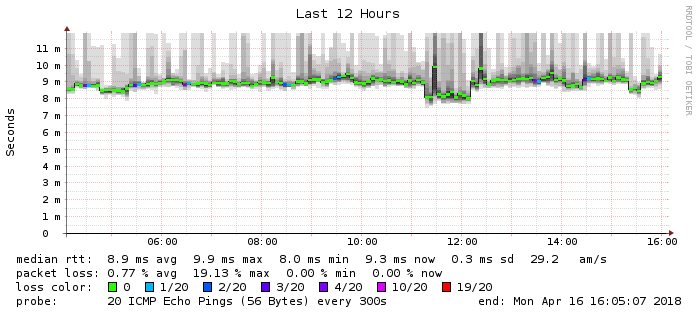 Last 12 Hours
RRDTOOL / TOBI OETIKER
Seconds
11 m
10 m
9 m
8 m
7 m
6 m
5 m
4 m
3 m
2 m
1 m
0
06:00 08:00 10:00 12:00 14:00 16:00
median rtt: 8.9 ms avg 9.9 ms max 8.0 ms min 9.3 ms now 0.3 ms sd 29.2 am/s
packet loss: 0.77 % avg 19.13 % max 0.00 % min 0.00 % now
loss color: 0 1/20 2/20 3/20 4/20 10/20 19/20
probe: 20 ICMP Echo Pings (56 Bytes) every 300s end: Mon Apr 16 16:05:07 2018